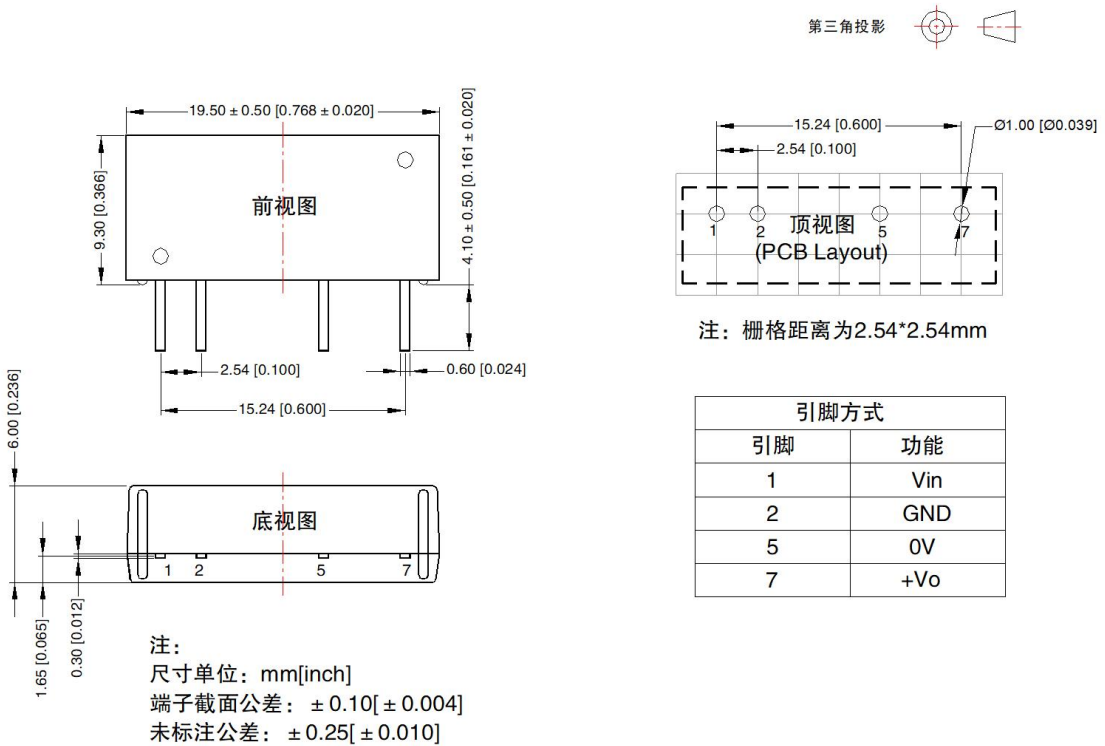 第三角投影
19.50 ± 0.50 [0.768 ± 0.020]
9.30 [0.366]
4.10 ± 0.50 [0.161 ± 0.020]
前视图
2.54 [0.100]
0.60 [0.024]
15.24 [0.600]
15.24 [0.600]
Ø1.00 [Ø0.039]
2.54 [0.100]
1 2 5 7
顶视图
(PCB Layout)
注：栅格距离为2.54*2.54mm
6.00 [0.236]
底视图
1 2 5 7
1.65 [0.065]
0.30 [0.012]
引脚方式
引脚 功能
1 Vin
2 GND
5 0V
7 +Vo
注：
尺寸单位：mm[inch]
端子截面公差：± 0.10[ ± 0.004]
未标注公差：± 0.25[ ± 0.010]